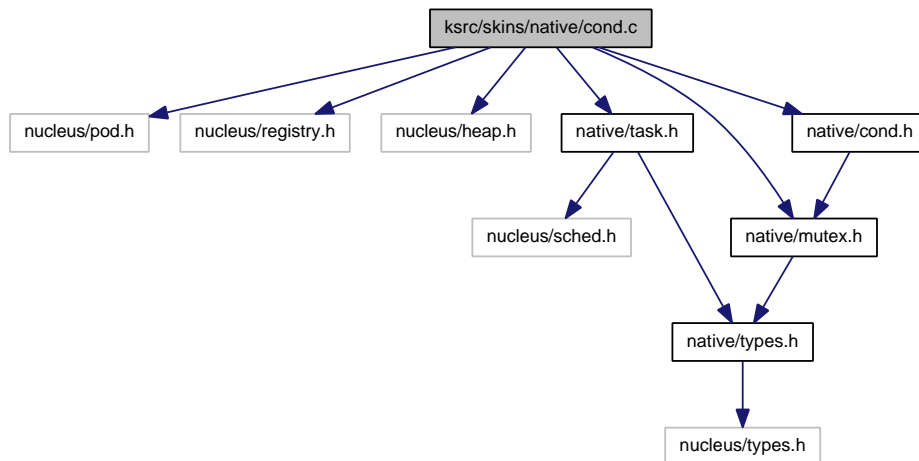 ksrc/skins/native/cond.c
nucleus/pod.h
nucleus/registry.h
nucleus/heap.h
native/task.h
native/cond.h
nucleus/sched.h
native/mutex.h
native/types.h
nucleus/types.h